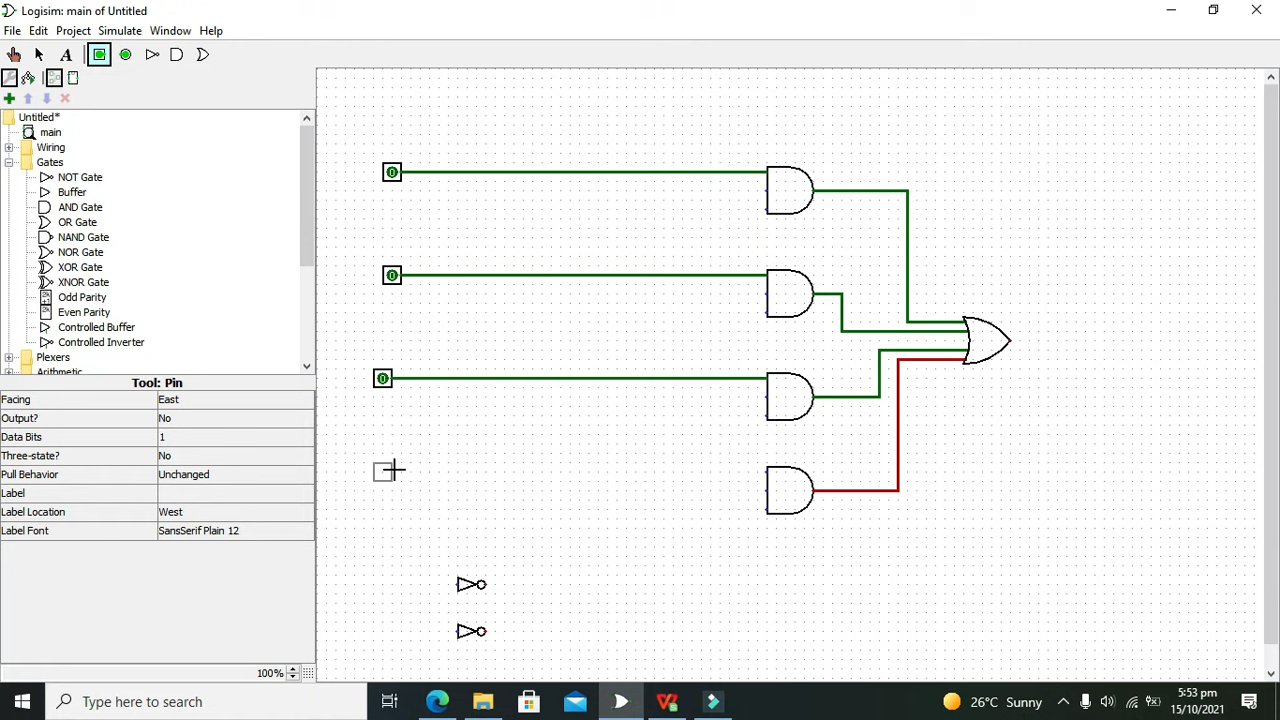 Logisim: main of Untitled
File Edit Project Simulate Window Help
A
Untitled*
main
Wiring
Gates
NOT Gate
Buffer
AND Gate
OR Gate
NAND Gate
NOR Gate
XOR Gate
XNOR Gate
Odd Parity
Even Parity
Controlled Buffer
Controlled Inverter
Plexers
Arithmetic
Tool: Pin
Facing East
Output? No
Data Bits 1
Three-state? No
Pull Behavior Unchanged
Label
Label Location West
Label Font SansSerif Plain 12
100%
0
0
0
Type here to search
26°C Sunny
5:53 pm
15/10/2021